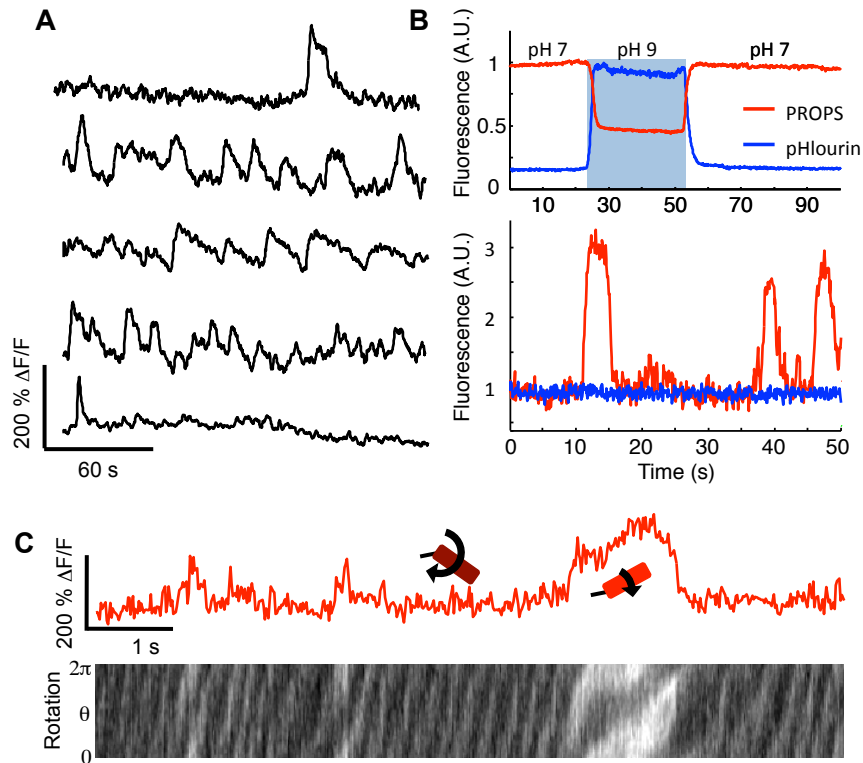 A
200 % ΔF/F
60 s
B
pH 7
pH 9
pH 7
Fluorescence (A.U.)
1
0.5
0
PROPS
pHlourin
10
30
50
70
90
Fluorescence (A.U.)
3
2
1
0
10
20
30
40
50
Time (s)
C
200 % ΔF/F
1 s
Rotation
2π
θ
0